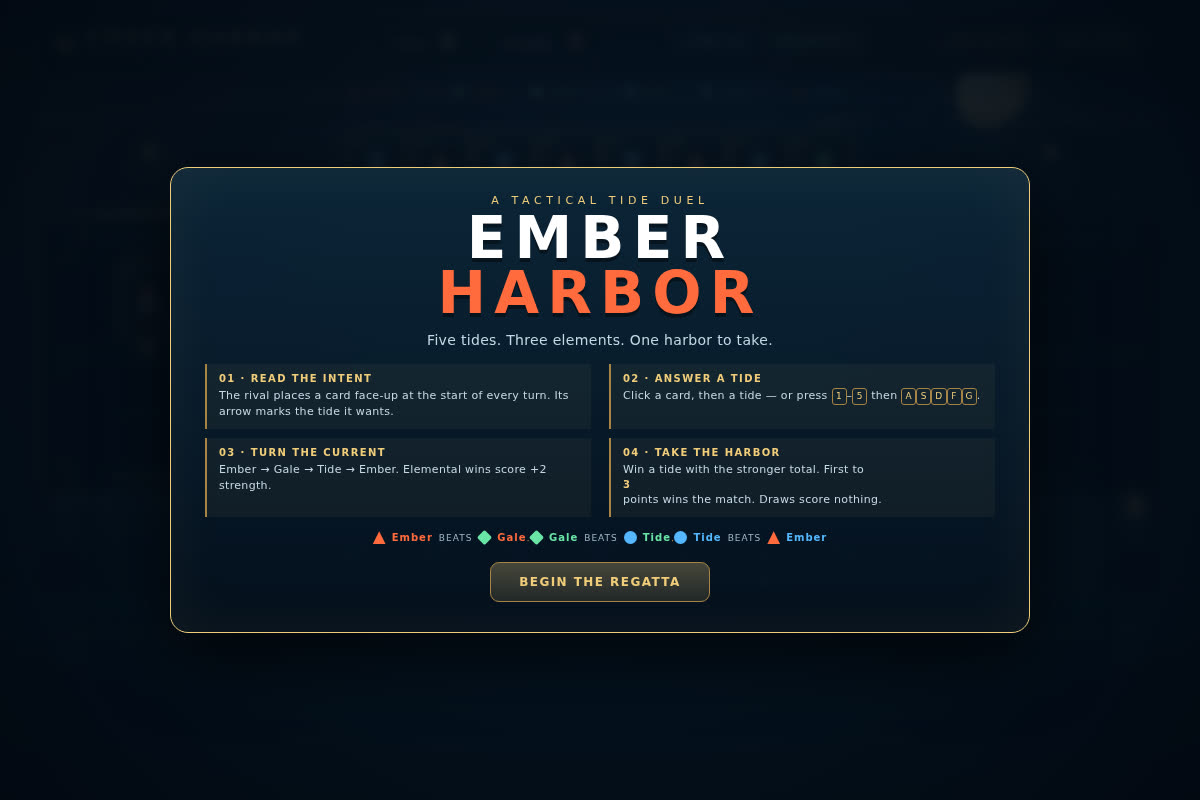 A TACTICAL TIDE DUEL
EMBER
HARBOR
Five tides. Three elements. One harbor to take.
01 · READ THE INTENT
The rival places a card face-up at the start of every turn. Its
arrow marks the tide it wants.
02 · ANSWER A TIDE
Click a card, then a tide — or press 1–5 then A S D F G.
03 · TURN THE CURRENT
Ember → Gale → Tide → Ember. Elemental wins score +2
strength.
04 · TAKE THE HARBOR
Win a tide with the stronger total. First to
3
points wins the match. Draws score nothing.
Ember BEATS Gale. Gale BEATS Tide. Tide BEATS Ember
BEGIN THE REGATTA